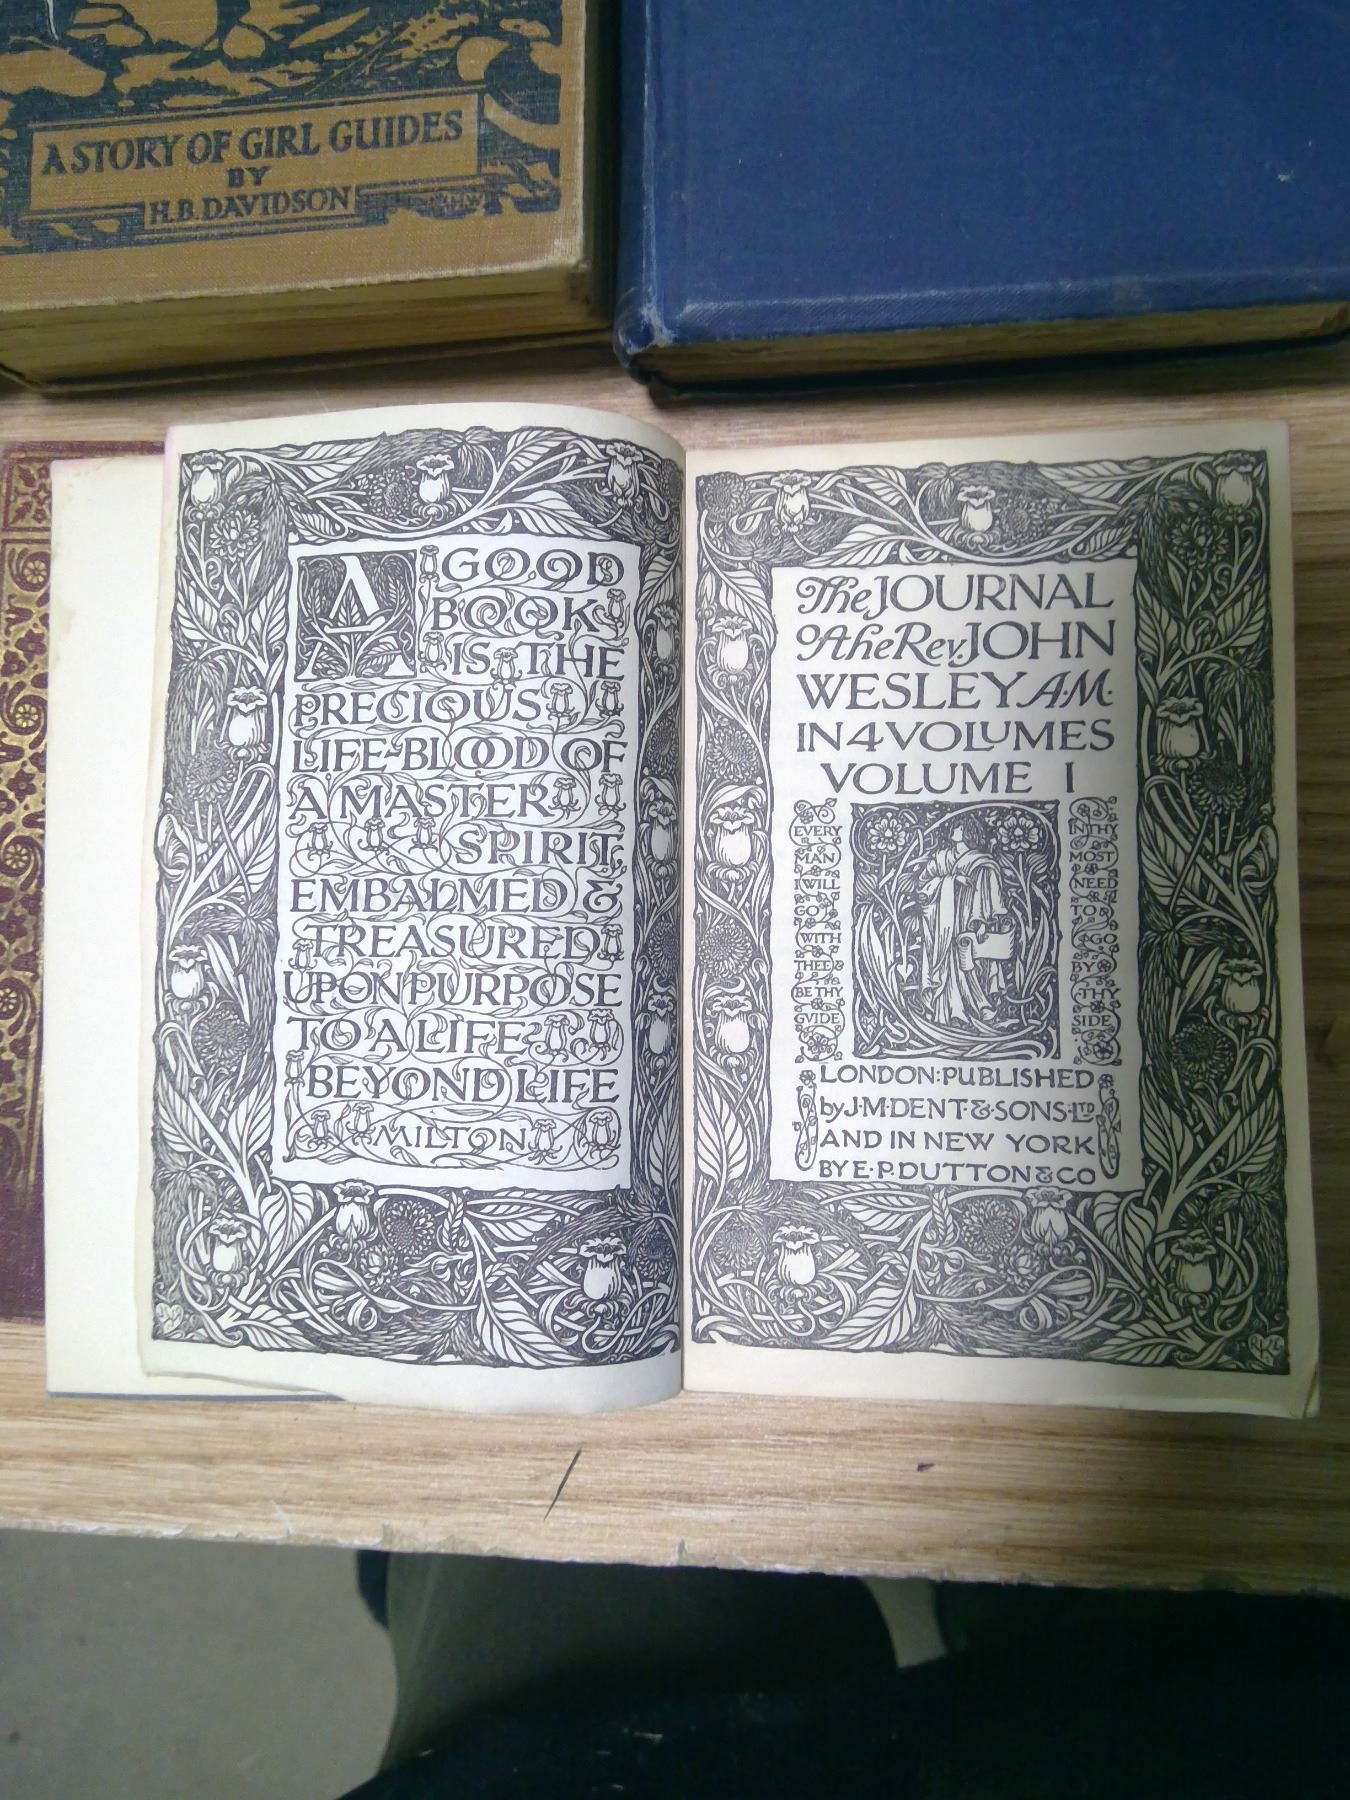 A STORY OF GIRL GUIDES
BY
H.B. DAVIDSON
A GOOD
BOOK
IS THE
PRECIOUS
LIFE-BLOOD OF
A MASTER
SPIRIT,
EMBALMED &
TREASURED
UPON PURPOSE
TO A LIFE
BEYOND LIFE
MILTON
The JOURNAL
of the Rev. JOHN
WESLEY A·M·
IN 4 VOLUMES
VOLUME I
EVERY
MAN
I WILL
GO
WITH
THEE
BE THY
GUIDE
IN THY
MOST
NEED
TO
GO
BY
THY
SIDE
LONDON: PUBLISHED
by J·M·DENT·&·SONS·LTD
AND IN NEW YORK
BY E·P·DUTTON & CO